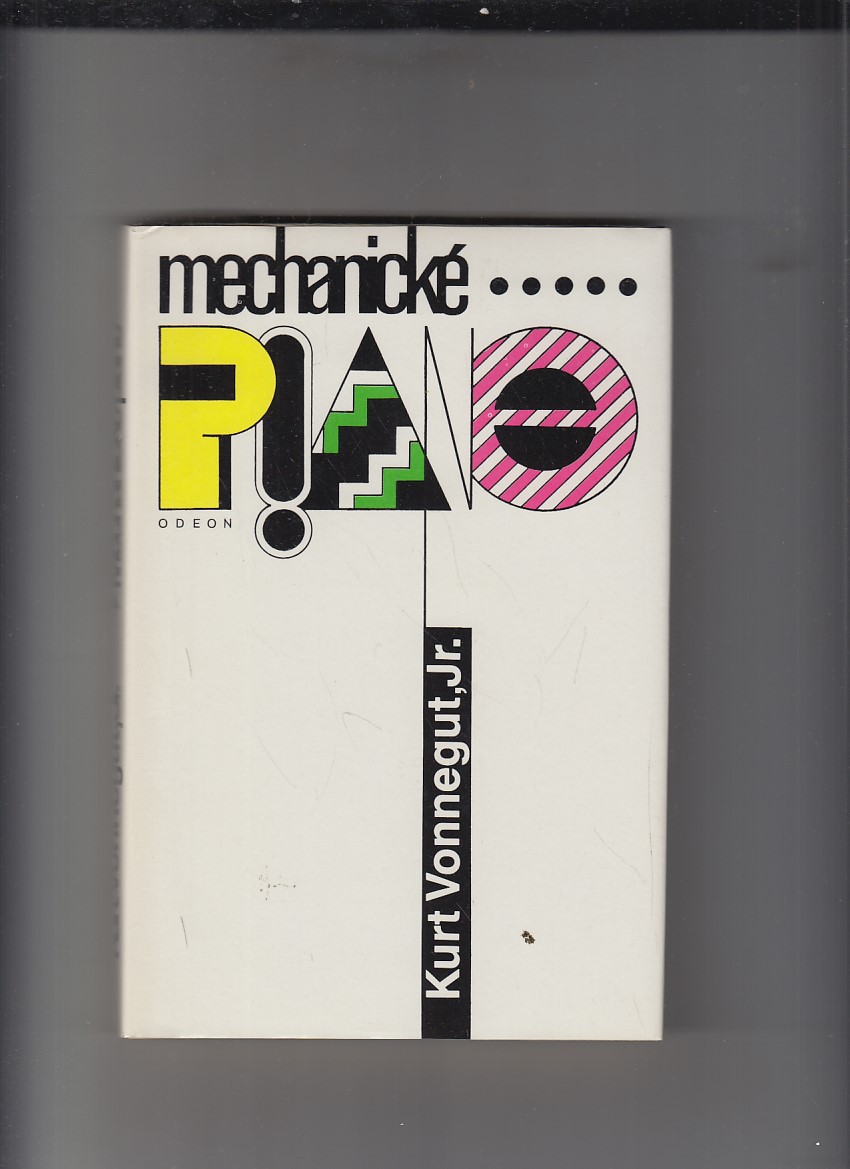 mechanické .....
PIANO
ODEON
Kurt Vonnegut, Jr.